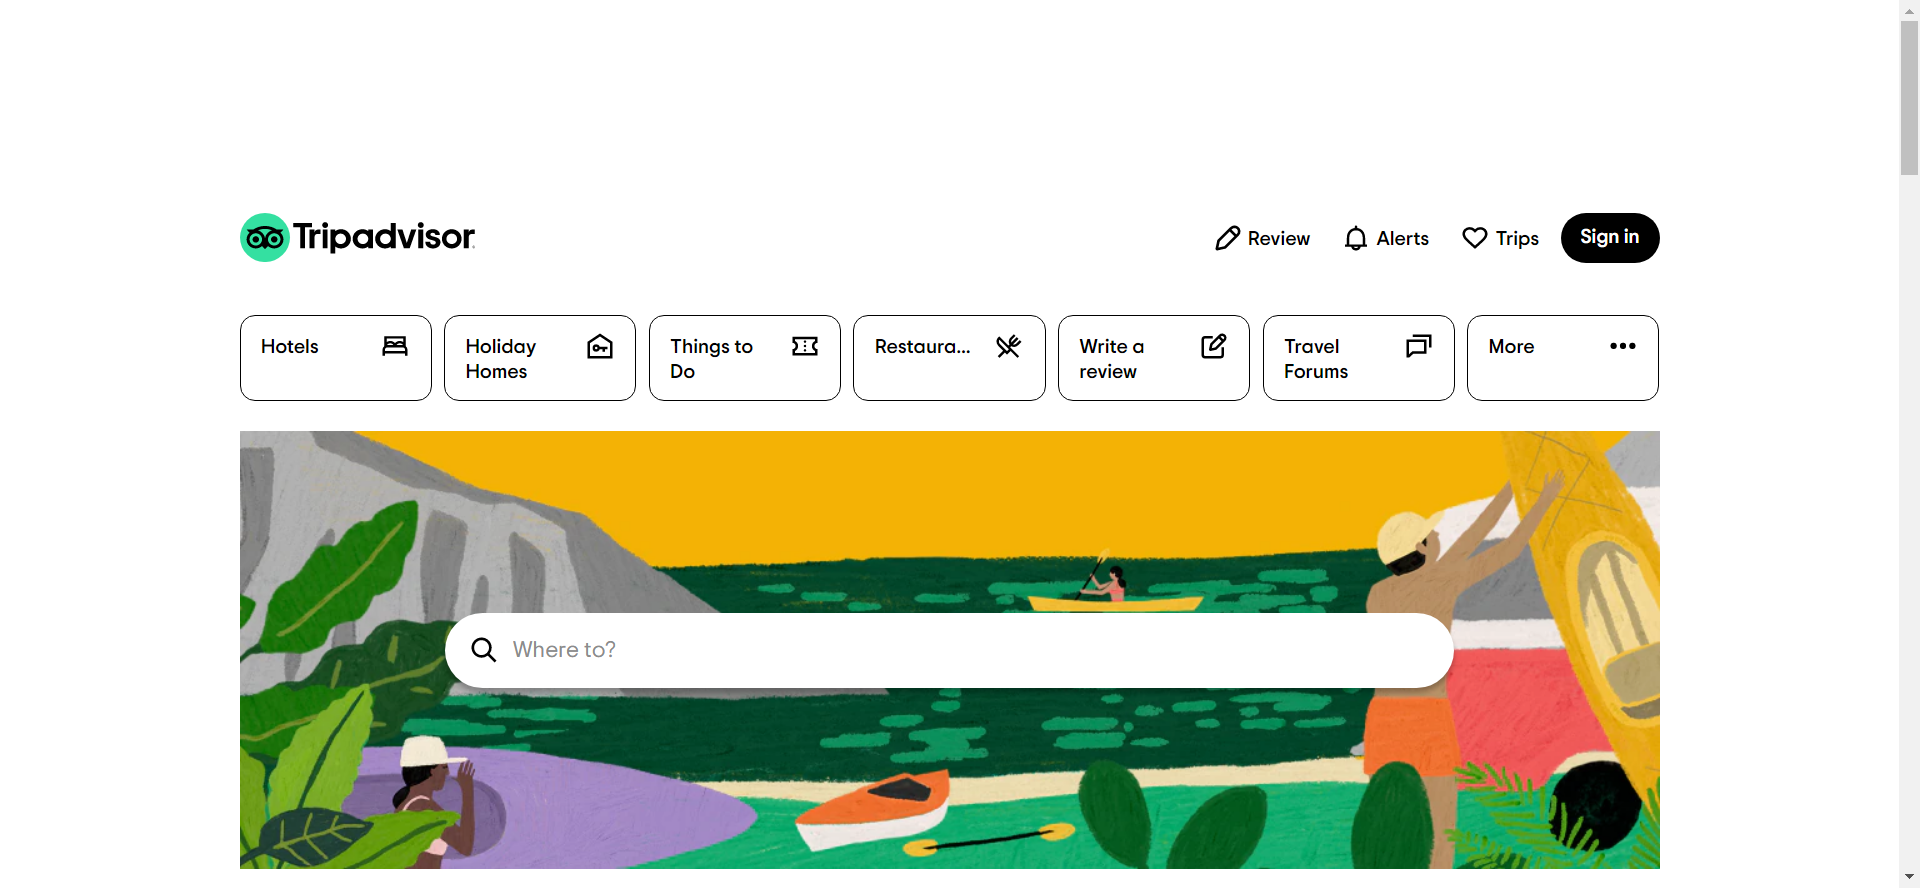 Tripadvisor
Review
Alerts
Trips
Sign in
Hotels
Holiday
Homes
Things to
Do
Restaura...
Write a
review
Travel
Forums
More
Where to?